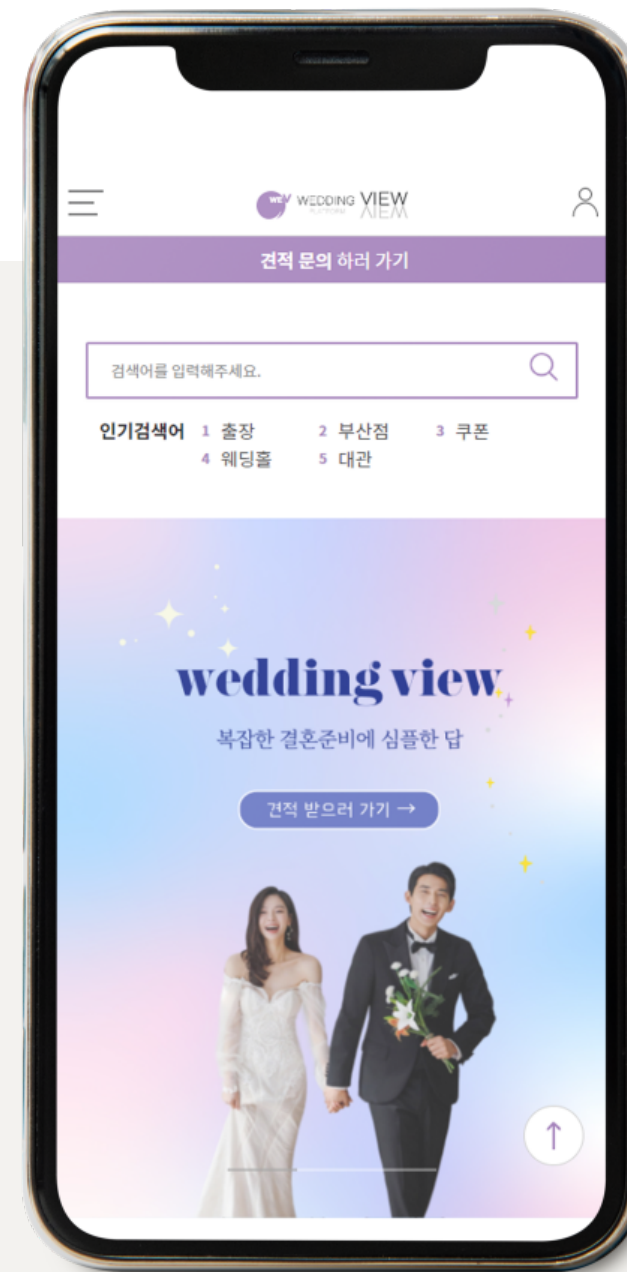 WEV WEDDING VIEW
PLATFORM
견적 문의 하러 가기
검색어를 입력해주세요.
인기검색어 1 출장 2 부산점 3 쿠폰
4 웨딩홀 5 대관
wedding view
복잡한 결혼준비에 심플한 답
견적 받으러 가기 →
↑